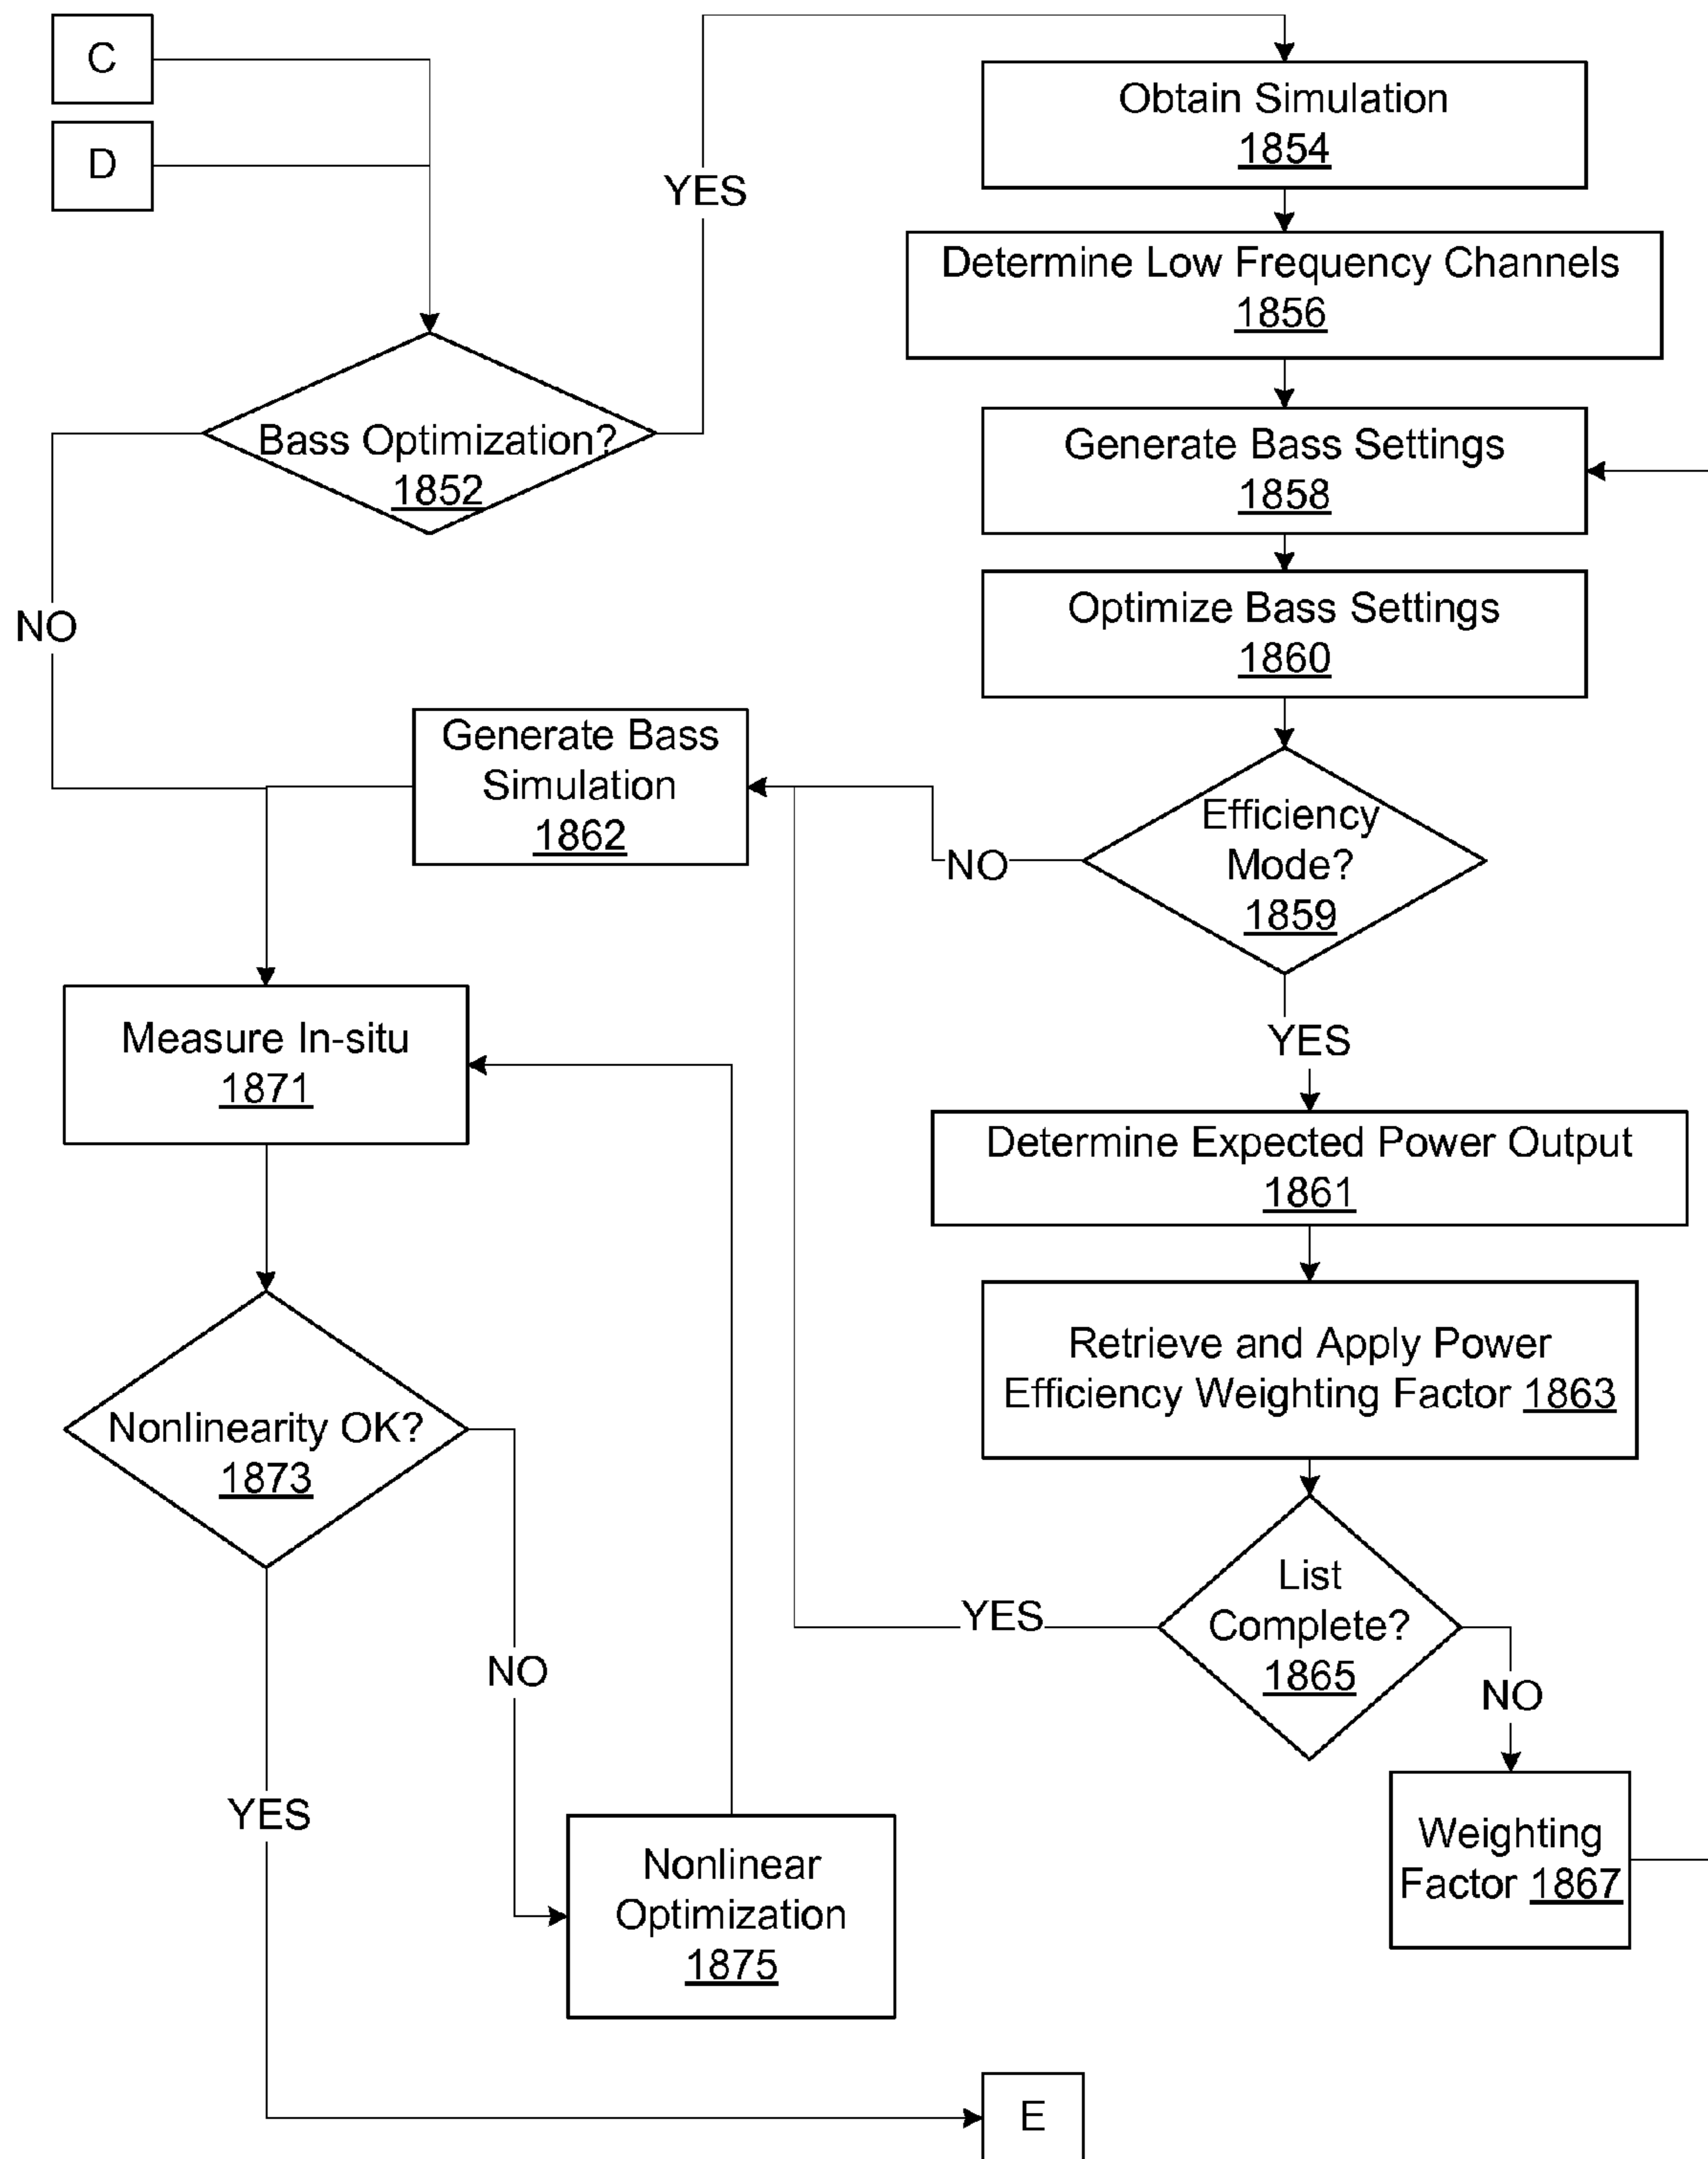 C
D
YES
Obtain Simulation
1854
Determine Low Frequency Channels
1856
Bass Optimization?
1852
Generate Bass Settings
1858
NO
Optimize Bass Settings
1860
Generate Bass
Simulation
1862
Efficiency
Mode?
1859
NO
YES
Measure In-situ
1871
Determine Expected Power Output
1861
Retrieve and Apply Power
Efficiency Weighting Factor 1863
Nonlinearity OK?
1873
List
Complete?
1865
YES
NO
NO
YES
Weighting
Factor 1867
Nonlinear
Optimization
1875
E